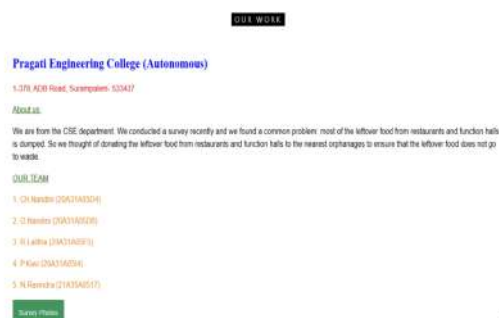 OUR WORK
Pragati Engineering College (Autonomous)
1-378, ADB Road, Surampalem- 533437
About us:
We are from the CSE department. We conducted a survey recently and we found a common problem: most of the leftover food from restaurants and function halls
is dumped. So we thought of donating the leftover food from restaurants and function halls to the nearest orphanages to ensure that the leftover food does not go
to waste.
OUR TEAM
1. Ch.Nandini
2. G.Nandini
3. N.Lalitha
4. P.Kavi
5. N.Ravindra (21A35A0517)
Survey Photos